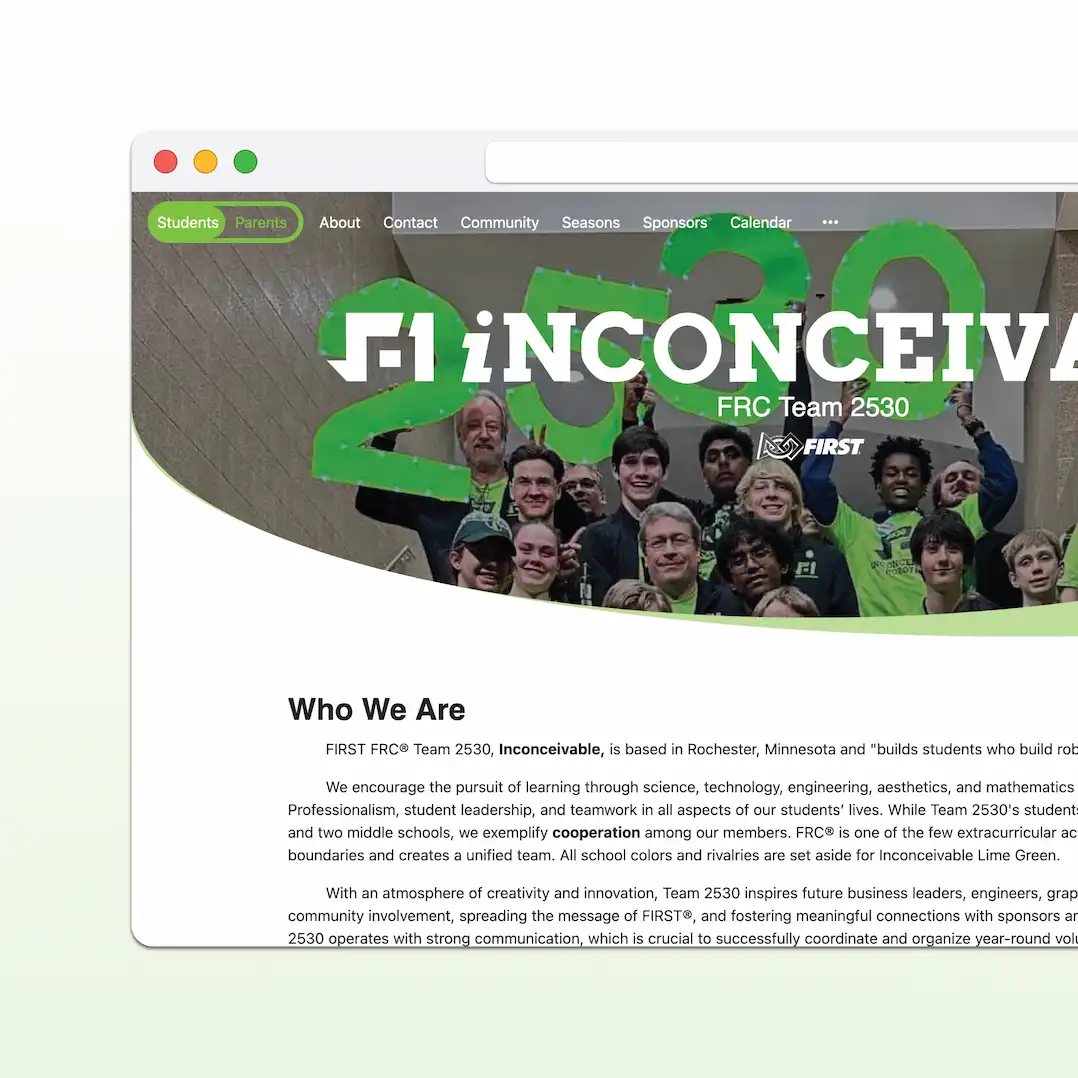 Students Parents About Contact Community Seasons Sponsors Calendar •••
2530
iNCONCEIVA
FRC Team 2530
FIRST
Who We Are
FIRST FRC® Team 2530, Inconceivable, is based in Rochester, Minnesota and "builds students who build rob
We encourage the pursuit of learning through science, technology, engineering, aesthetics, and mathematics
Professionalism, student leadership, and teamwork in all aspects of our students’ lives. While Team 2530's students
and two middle schools, we exemplify cooperation among our members. FRC® is one of the few extracurricular ac
boundaries and creates a unified team. All school colors and rivalries are set aside for Inconceivable Lime Green.
With an atmosphere of creativity and innovation, Team 2530 inspires future business leaders, engineers, grap
community involvement, spreading the message of FIRST®, and fostering meaningful connections with sponsors an
2530 operates with strong communication, which is crucial to successfully coordinate and organize year-round volu